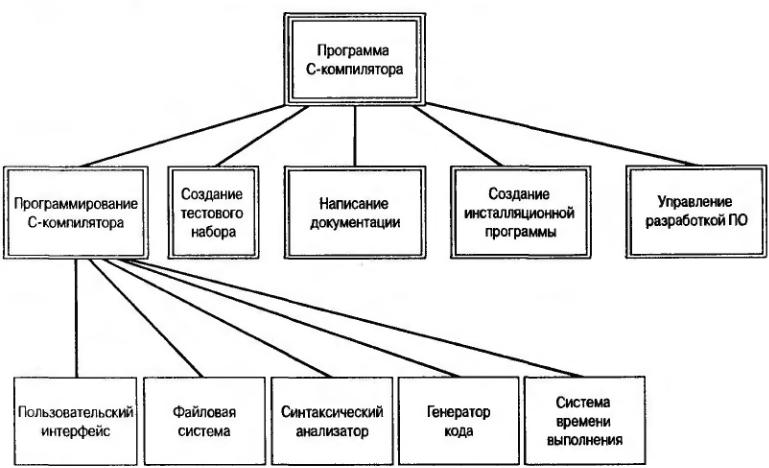 Программа
С-компилятора
Программирование
С-компилятора
Создание
тестового
набора
Написание
документации
Создание
инсталляционной
программы
Управление
разработкой ПО
Пользовательский
интерфейс
Файловая
система
Синтаксический
анализатор
Генератор
кода
Система
времени
выполнения